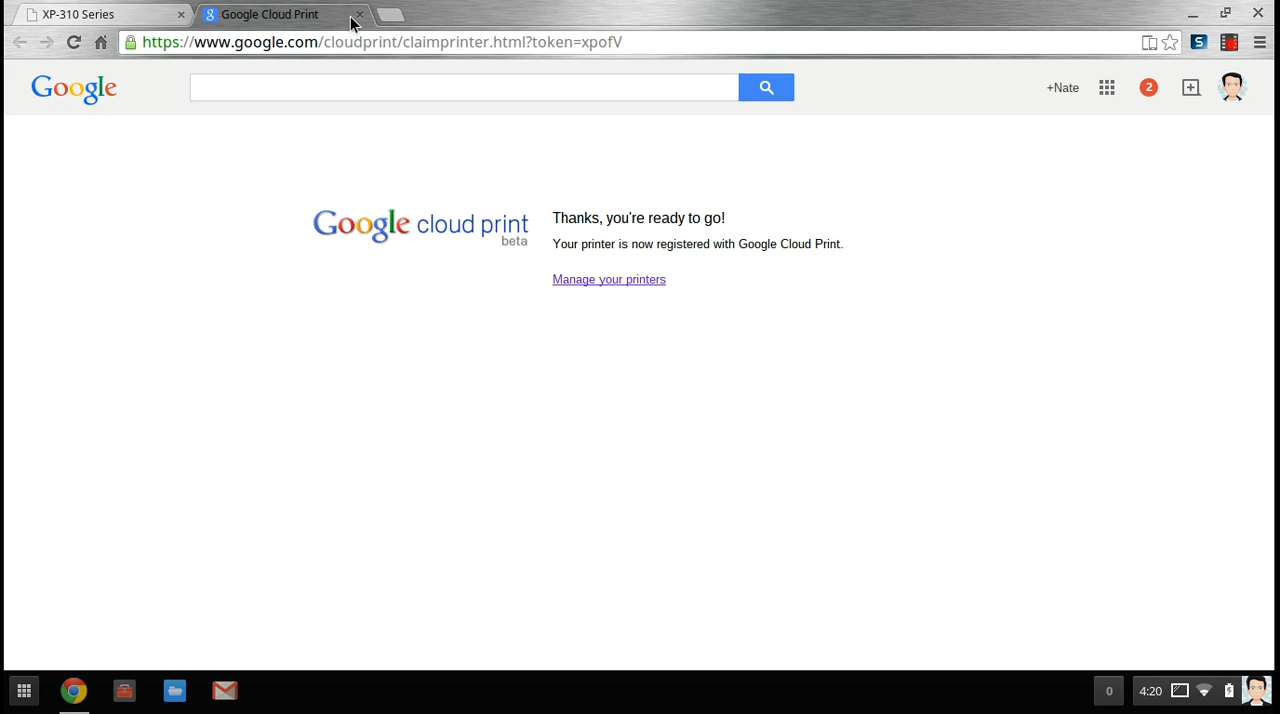 XP-310 Series
Google Cloud Print
https://www.google.com/cloudprint/claimprinter.html?token=xpofV
Google
+Nate
2
Google cloud print
beta
Thanks, you're ready to go!
Your printer is now registered with Google Cloud Print.
Manage your printers
0
4:20